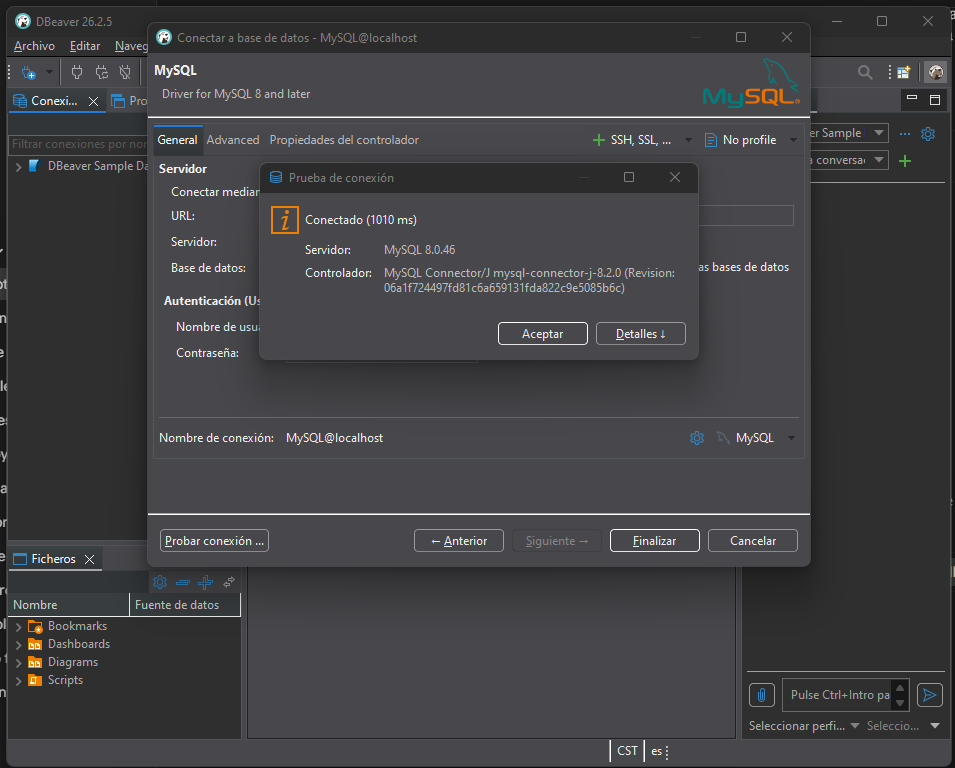 DBeaver 26.2.5
Archivo Editar Naveg
Conexi...
Pro
Filtrar conexiones por nor
DBeaver Sample Da
Conectar a base de datos - MySQL@localhost
MySQL
Driver for MySQL 8 and later
MySQL
General Advanced Propiedades del controlador
SSH, SSL, ...
No profile
Servidor
Conectar median
URL:
Servidor:
Base de datos:
as bases de datos
Autenticación (Us
Nombre de usua
Contraseña:
Prueba de conexión
Conectado (1010 ms)
Servidor: MySQL 8.0.46
Controlador: MySQL Connector/J mysql-connector-j-8.2.0 (Revision:
06a1f724497fd81c6a659131fda822c9e5085b6c)
Aceptar
Detalles ↓
Nombre de conexión: MySQL@localhost
MySQL
Probar conexión ...
← Anterior
Siguiente →
Finalizar
Cancelar
er Sample
a conversac
Ficheros
Nombre
Fuente de datos
Bookmarks
Dashboards
Diagrams
Scripts
Pulse Ctrl+Intro pa
Seleccionar perfi...
Seleccio...
CST
es